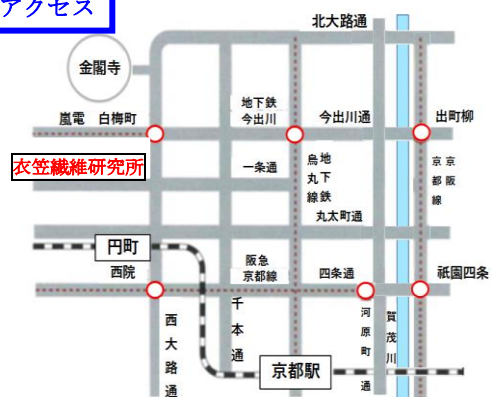 アクセス
北大路通
金閣寺
地下鉄
今出川
嵐電 白梅町
今出川通
出町柳
衣笠繊維研究所
一条通
地下鉄
烏丸線
京阪
京都線
丸太町通
円町
西院
阪急
京都線
四条通
祇園四条
千本通
西大路通
河原町通
賀茂川
京都駅